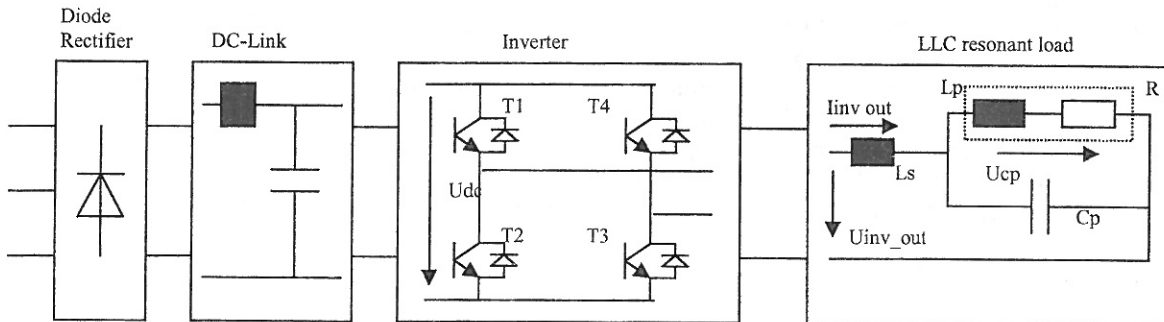 Diode
Rectifier
DC-Link
Inverter
LLC resonant load
T1
T4
Udc
T2
T3
Iinv out
Lp
R
Ls
Ucp
Cp
Uinv_out